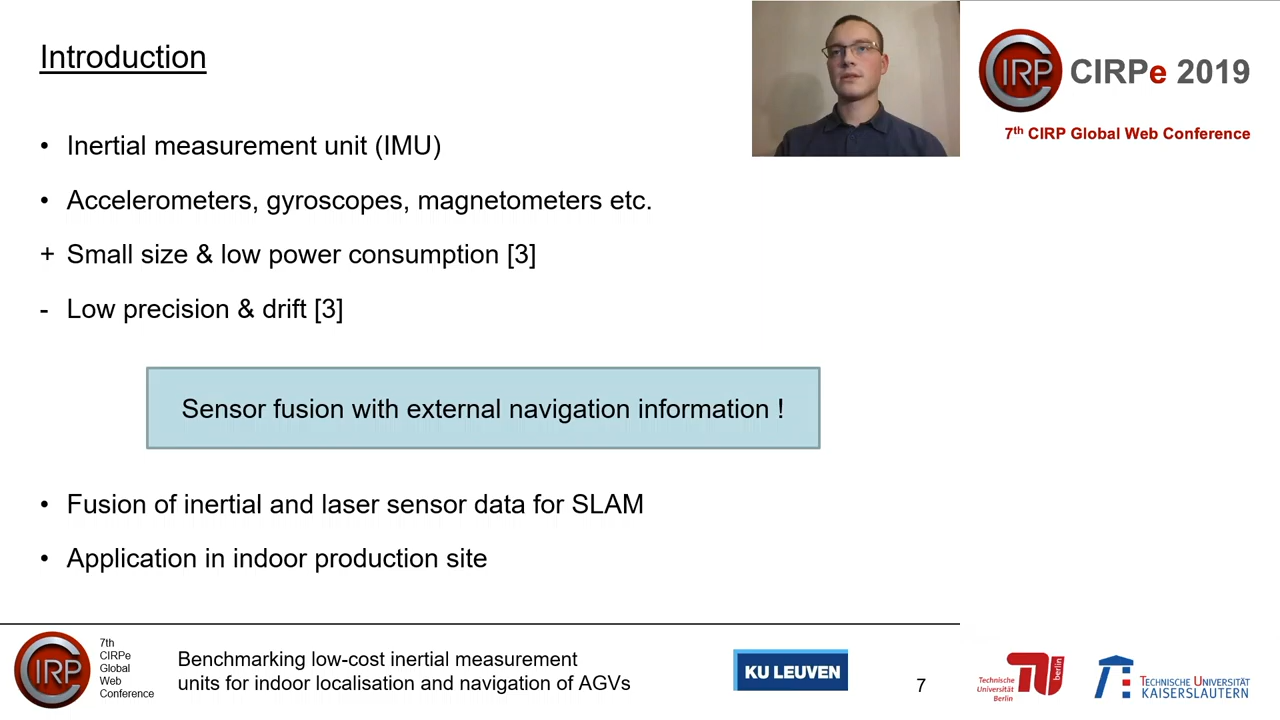 Introduction
• Inertial measurement unit (IMU)
• Accelerometers, gyroscopes, magnetometers etc.
+ Small size & low power consumption [3]
- Low precision & drift [3]
Sensor fusion with external navigation information !
• Fusion of inertial and laser sensor data for SLAM
• Application in indoor production site
CIRP CIRPe 2019
7th CIRP Global Web Conference
CIRP
7th
CIRPe
Global
Web
Conference
Benchmarking low-cost inertial measurement
units for indoor localisation and navigation of AGVs
KU LEUVEN
7
Technische
Universität
Berlin
berlin
TECHNISCHE UNIVERSITÄT
KAISERSLAUTERN